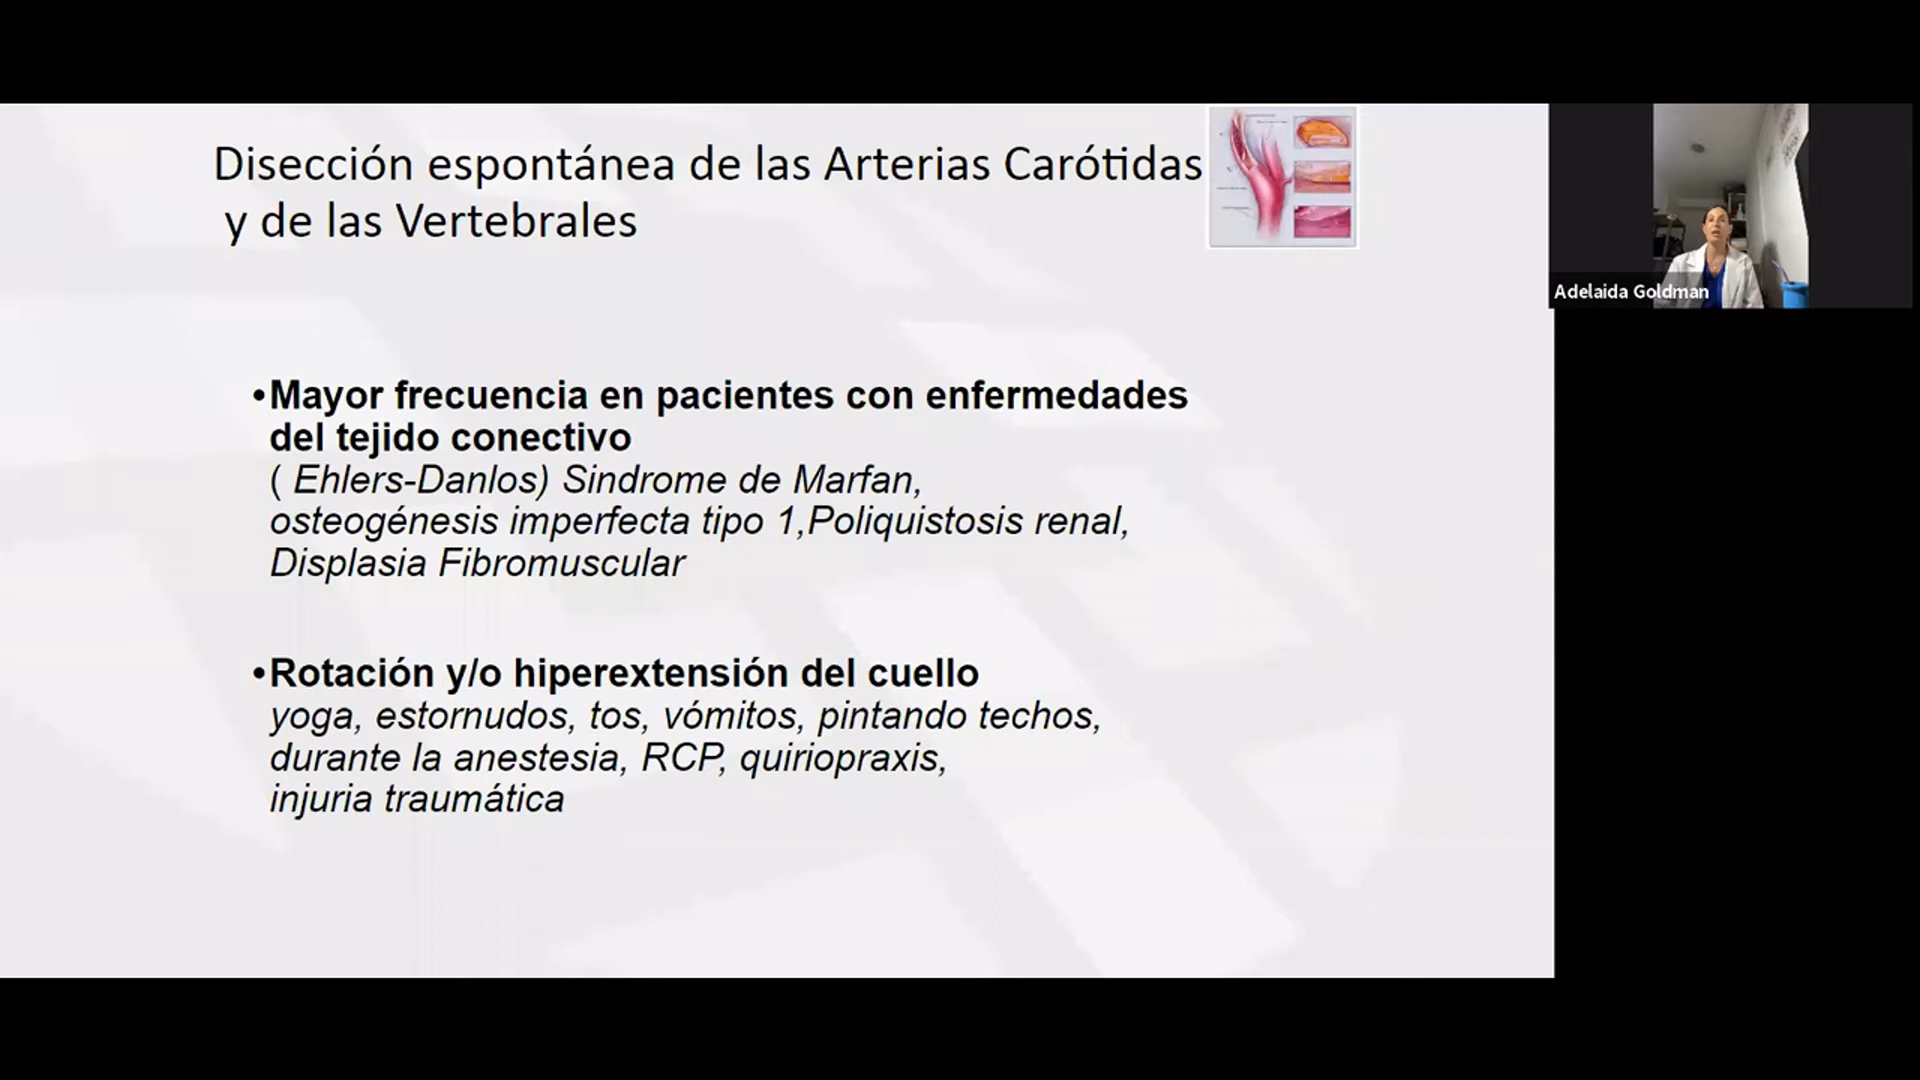 Disección espontánea de las Arterias Carótidas
y de las Vertebrales
Adelaida Goldman
•Mayor frecuencia en pacientes con enfermedades
del tejido conectivo
( Ehlers-Danlos) Sindrome de Marfan,
osteogénesis imperfecta tipo 1,Poliquistosis renal,
Displasia Fibromuscular
•Rotación y/o hiperextensión del cuello
yoga, estornudos, tos, vómitos, pintando techos,
durante la anestesia, RCP, quiriopraxis,
injuria traumática